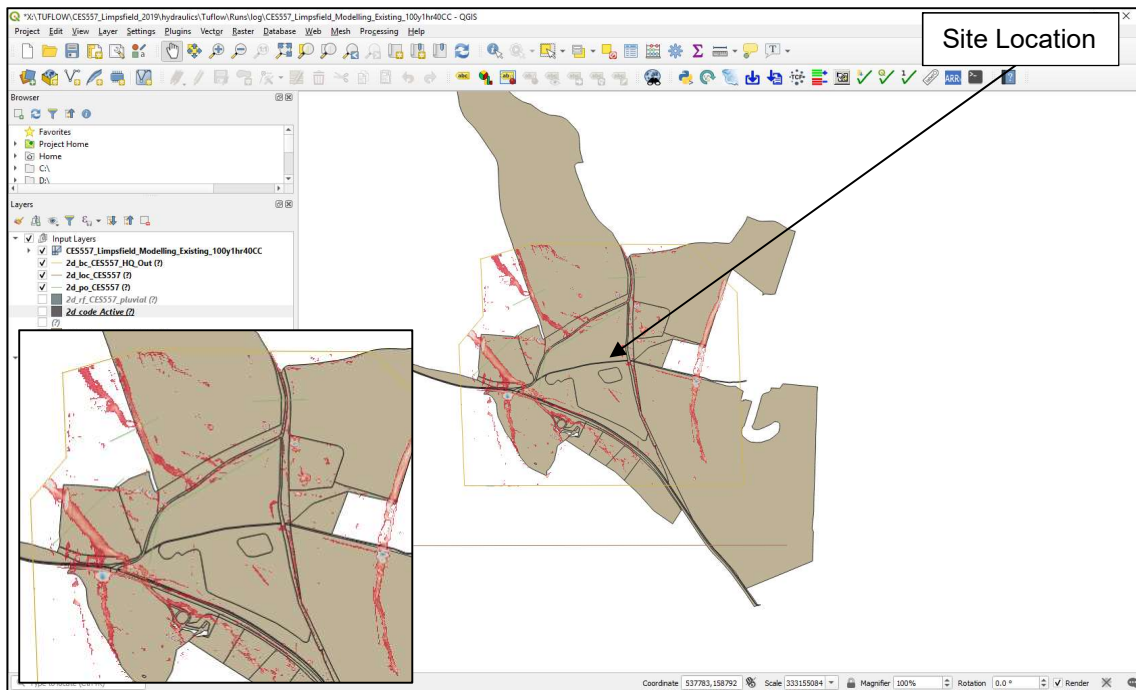 *X:\TUFLOW\CES557_Limpsfield_2019\hydraulics\Tuflow\Runs\log\CES557_Limpsfield_Modelling_Existing_100y1hr40CC - QGIS
Project Edit View Layer Settings Plugins Vector Raster Database Web Mesh Processing Help
Site Location
Browser
Favorites
Project Home
Home
C:\
D:\
Layers
Input Layers
CES557_Limpsfield_Modelling_Existing_100y1hr40CC
2d_bc_CES557_HQ_Out (?)
2d_loc_CES557 (?)
2d_po_CES557 (?)
2d_rf_CES557_pluvial (?)
2d_code_Active (?)
(?)
Coordinate 537783,158792 Scale 333155084 Magnifier 100% Rotation 0.0 ° Render